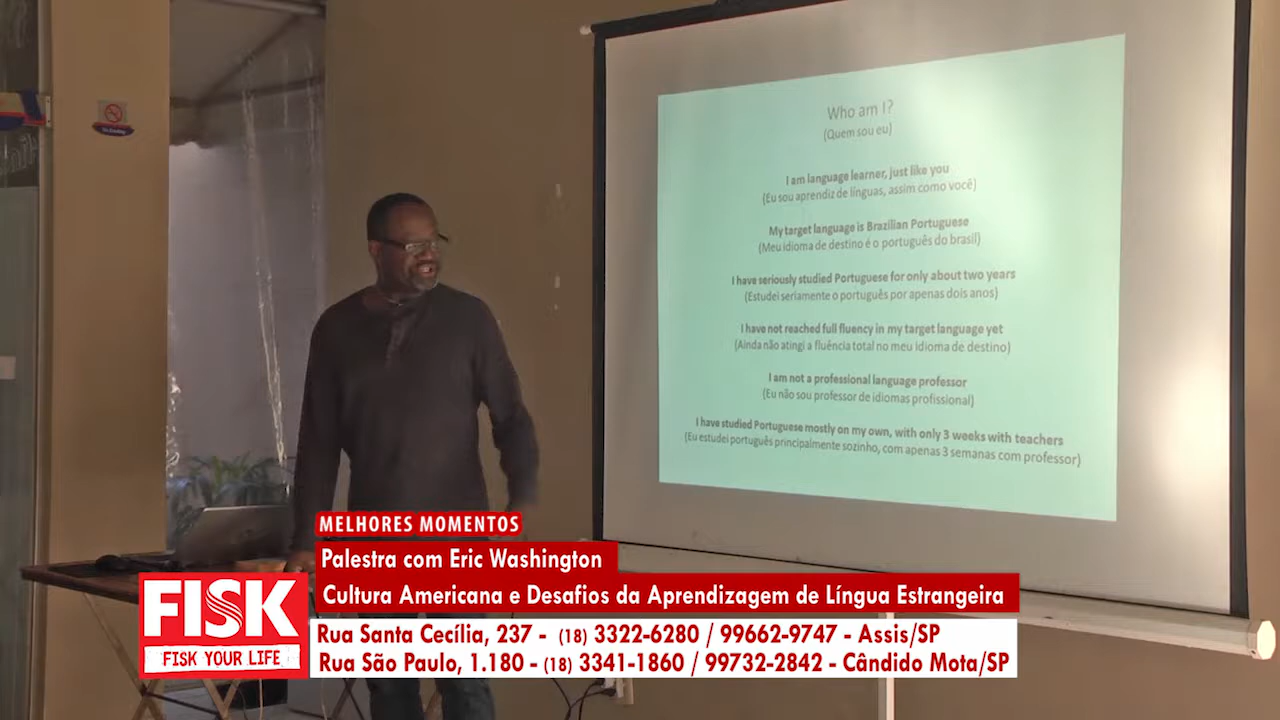 Who am I?
(Quem sou eu)
I am language learner, just like you
(Eu sou aprendiz de línguas, assim como você)
My target language is Brazilian Portuguese
(Meu idioma de destino é o português do brasil)
I have seriously studied Portuguese for only about two years
(Estudei seriamente o português por apenas dois anos)
I have not reached full fluency in my target language yet
(Ainda não atingi a fluência total no meu idioma de destino)
I am not a professional language professor
(Eu não sou professor de idiomas profissional)
I have studied Portuguese mostly on my own, with only 3 weeks with teachers
(Eu estudei português principalmente sozinho, com apenas 3 semanas com professor)
MELHORES MOMENTOS
Palestra com Eric Washington
Cultura Americana e Desafios da Aprendizagem de Língua Estrangeira
FISK
FISK YOUR LIFE
Rua Santa Cecília, 237 - (18) 3322-6280 / 99662-9747 - Assis/SP
Rua São Paulo, 1.180 - (18) 3341-1860 / 99732-2842 - Cândido Mota/SP